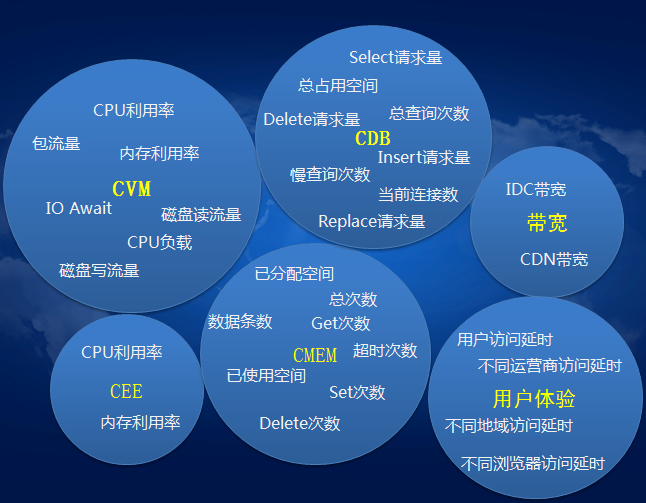 CPU利用率
包流量
内存利用率
CVM
IO Await
磁盘读流量
CPU负载
磁盘写流量
Select请求量
总占用空间
Delete请求量
总查询次数
CDB
Insert请求量
慢查询次数
当前连接数
Replace请求量
IDC带宽
带宽
CDN带宽
CPU利用率
CEE
内存利用率
已分配空间
总次数
数据条数
Get次数
CMEM
超时次数
已使用空间
Set次数
Delete次数
用户访问延时
不同运营商访问延时
用户体验
不同地域访问延时
不同浏览器访问延时